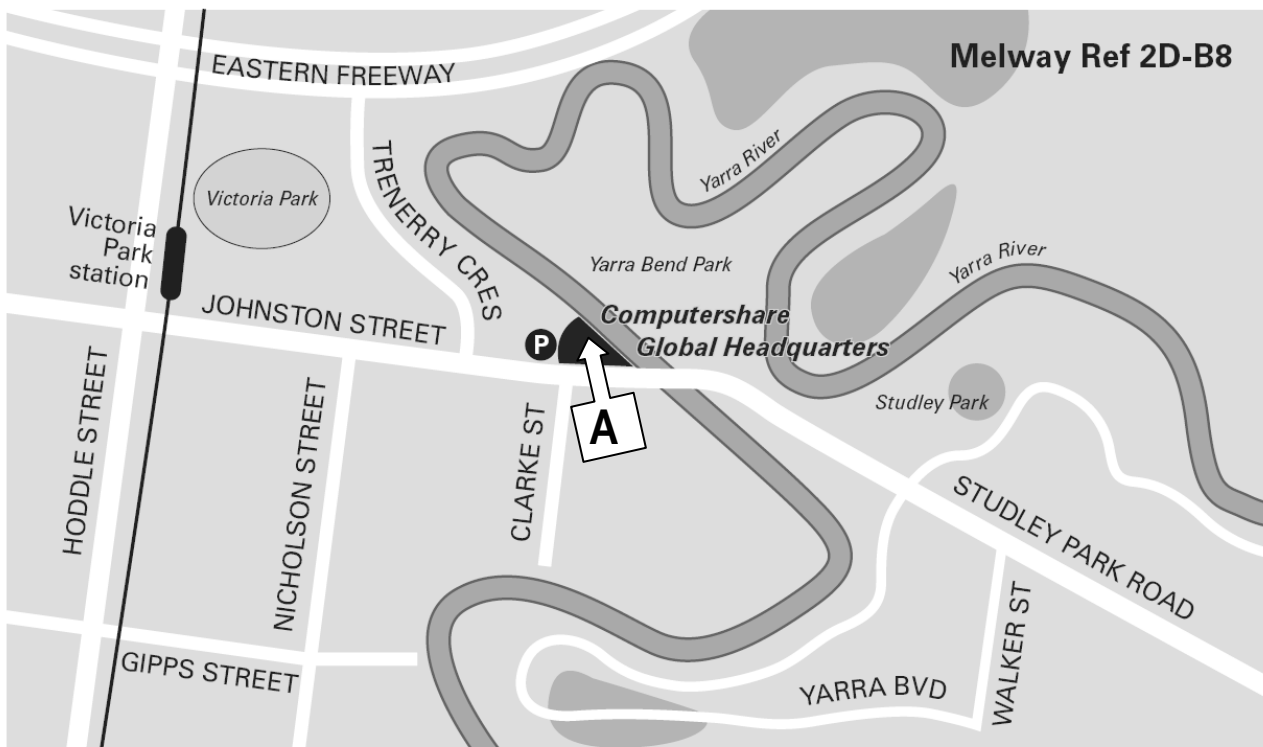 Melway Ref 2D-B8
EASTERN FREEWAY
TRENERRY CRES
Yarra River
Victoria Park
Victoria
Park
station
Yarra Bend Park
Yarra River
JOHNSTON STREET
Computershare
Global Headquarters
P
A
Studley Park
HODDLE STREET
NICHOLSON STREET
CLARKE ST
STUDLEY PARK ROAD
WALKER ST
GIPPS STREET
YARRA BVD